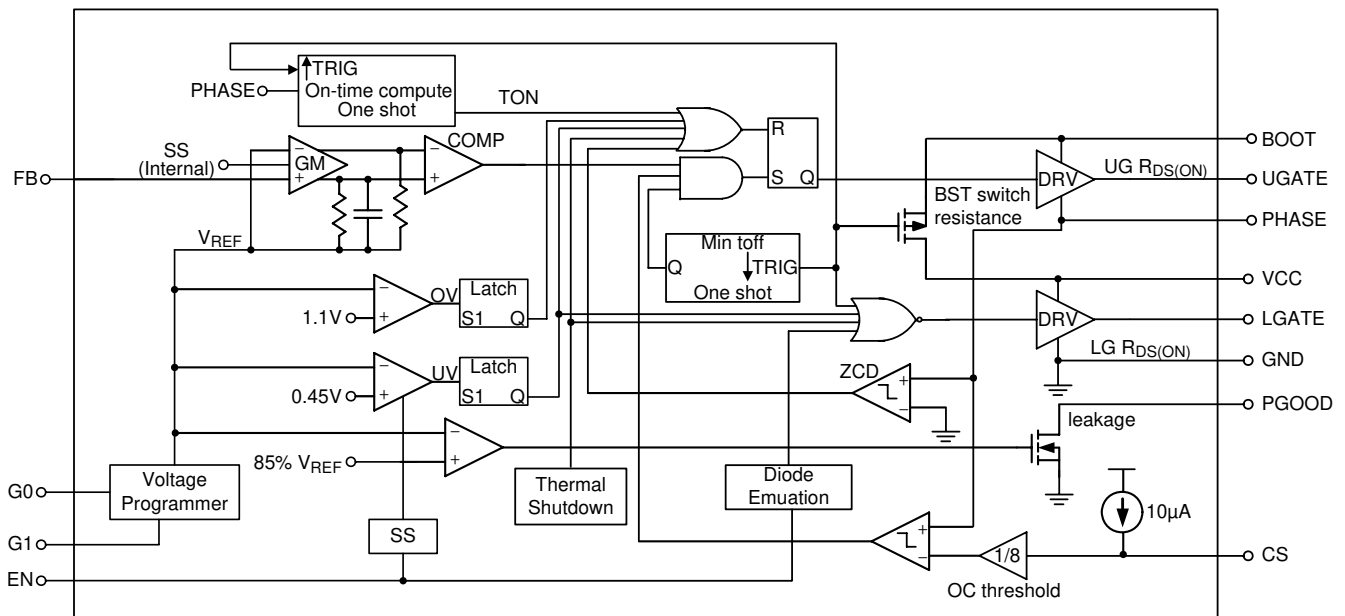 TRIG
PHASE
On-time compute
One shot
TON
SS
(Internal)
GM
COMP
FB
R
S Q
BOOT
DRV
UG RDS(ON)
UGATE
BST switch
resistance
PHASE
VREF
Min toff
Q TRIG
One shot
VCC
OV
Latch
S1 Q
1.1V
DRV
LGATE
LG RDS(ON)
GND
UV
Latch
S1 Q
0.45V
ZCD
PGOOD
leakage
85% VREF
Voltage
Programmer
Thermal
Shutdown
Diode
Emuation
G0
10µA
SS
G1
1/8
CS
OC threshold
EN
− + − + − + − + − + + − + −